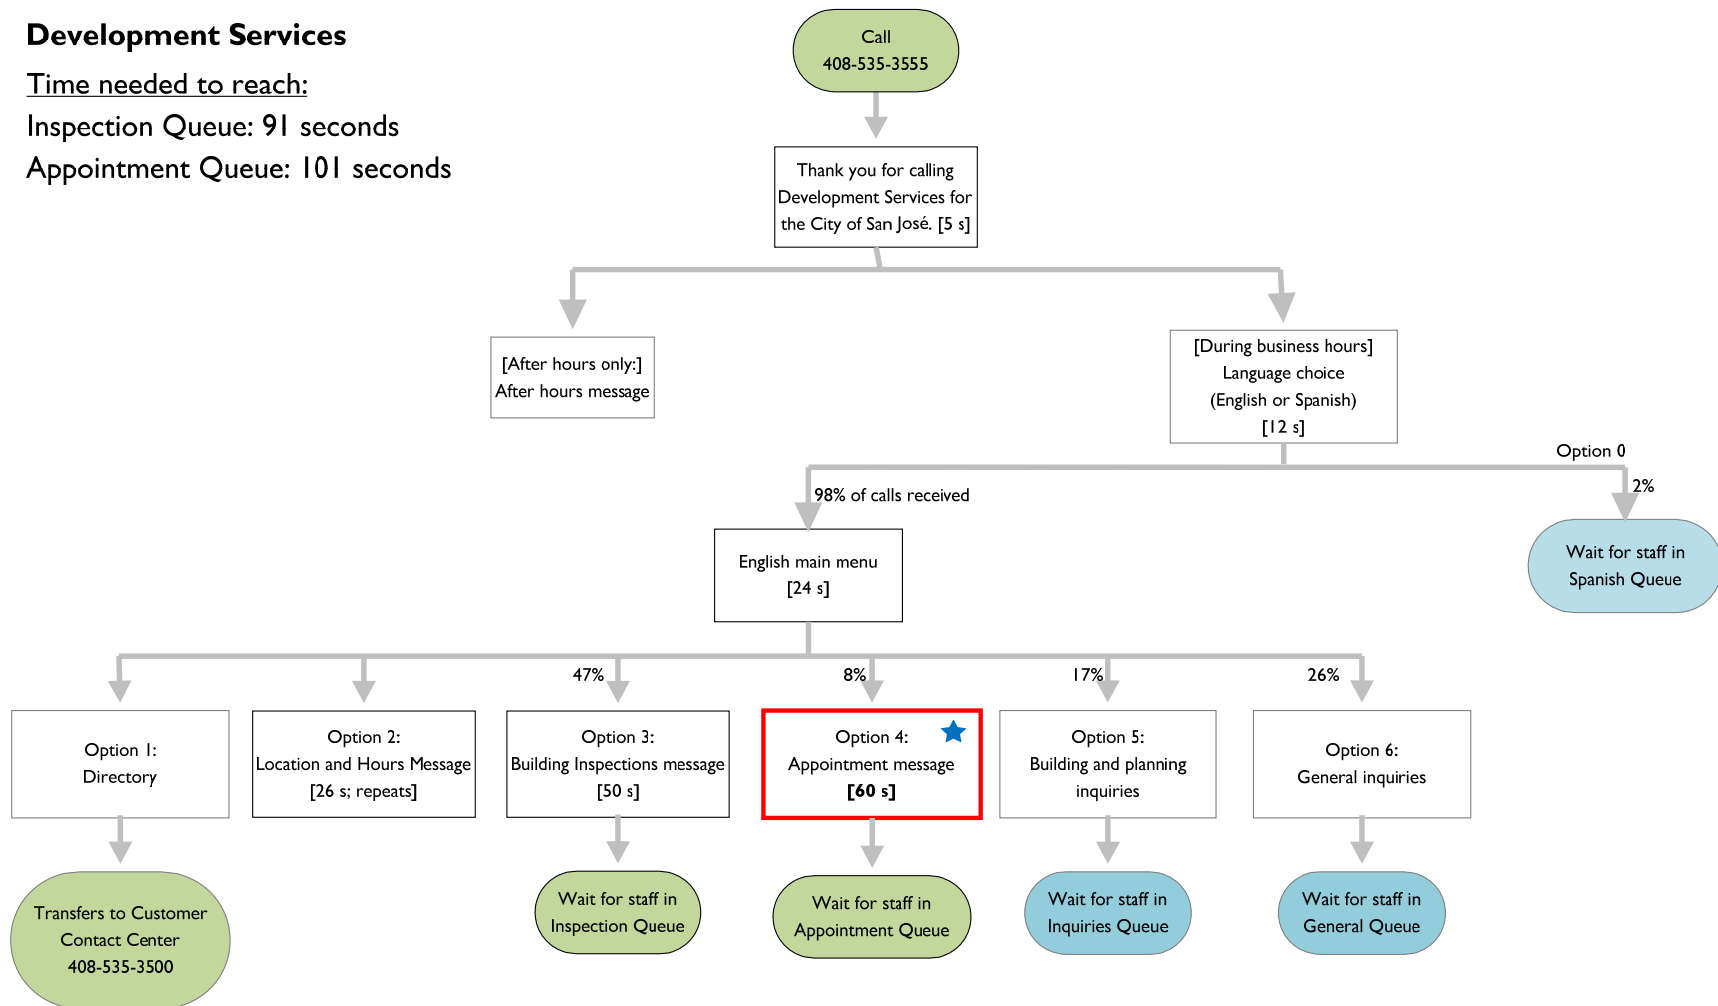 Development Services
Time needed to reach:
Inspection Queue: 91 seconds
Appointment Queue: 101 seconds
Call
408-535-3555
Thank you for calling
Development Services for
the City of San José. [5 s]
[After hours only:]
After hours message
[During business hours]
Language choice
(English or Spanish)
[12 s]
Option 0
98% of calls received
2%
English main menu
[24 s]
Wait for staff in
Spanish Queue
47%
8%
17%
26%
Option 1:
Directory
Option 2:
Location and Hours Message
[26 s; repeats]
Option 3:
Building Inspections message
[50 s]
Option 4:
Appointment message
[60 s]
Option 5:
Building and planning
inquiries
Option 6:
General inquiries
Transfers to Customer
Contact Center
408-535-3500
Wait for staff in
Inspection Queue
Wait for staff in
Appointment Queue
Wait for staff in
Inquiries Queue
Wait for staff in
General Queue